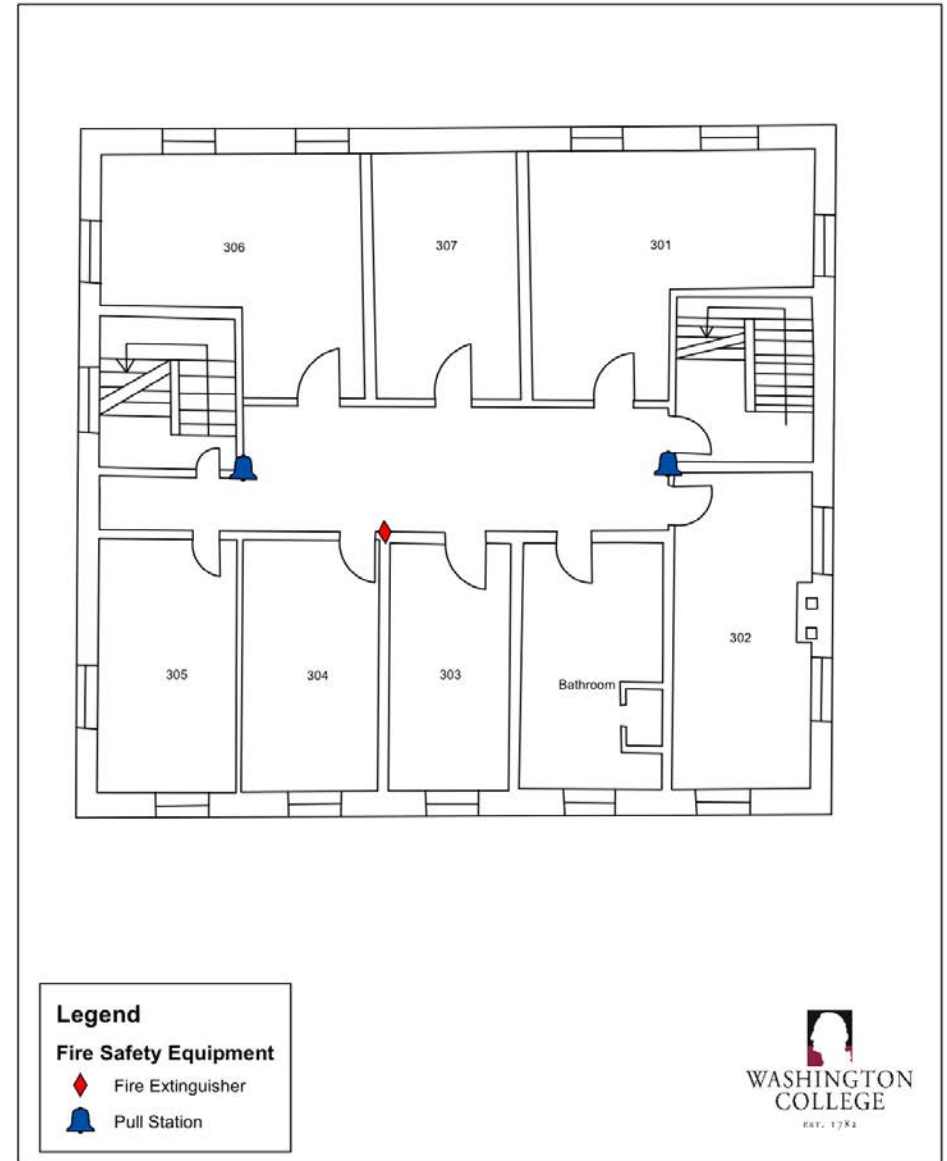 306
307
301
302
305
304
303
Bathroom
Legend
Fire Safety Equipment
Fire Extinguisher
Pull Station
WASHINGTON
COLLEGE
EST. 1782